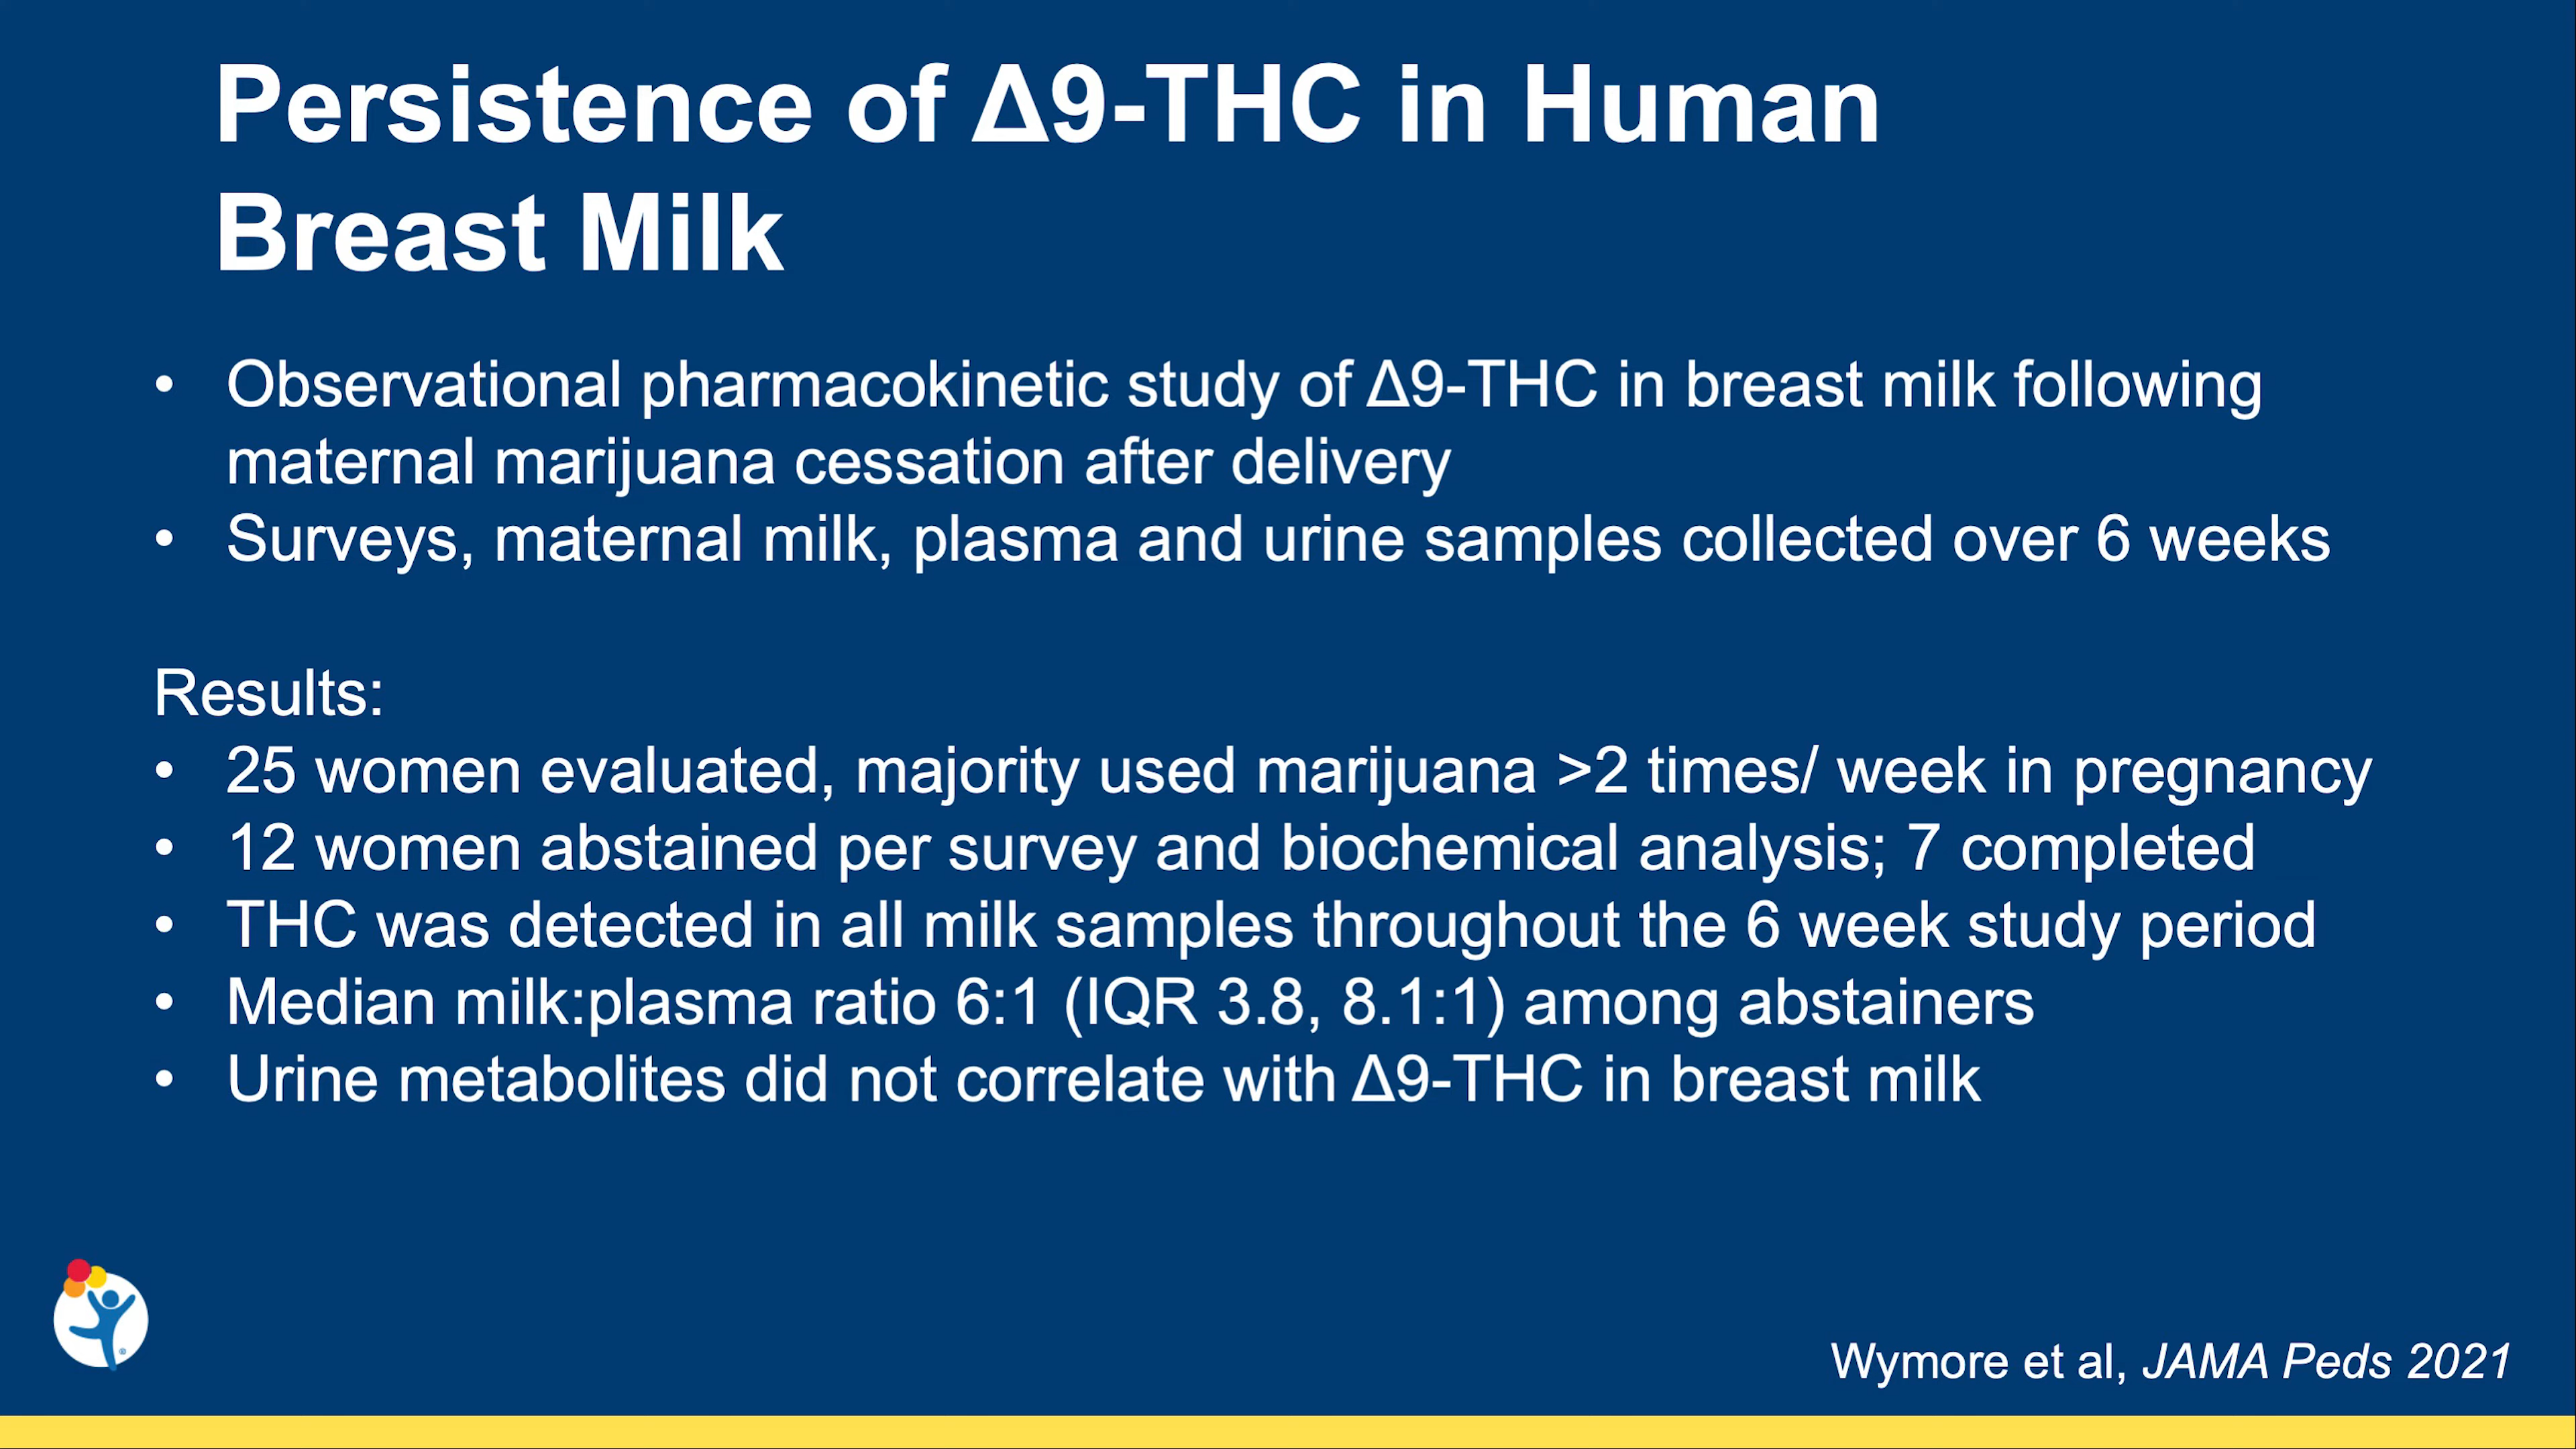 Persistence of Δ9-THC in Human
Breast Milk
• Observational pharmacokinetic study of Δ9-THC in breast milk following
maternal marijuana cessation after delivery
• Surveys, maternal milk, plasma and urine samples collected over 6 weeks
Results:
• 25 women evaluated, majority used marijuana >2 times/ week in pregnancy
• 12 women abstained per survey and biochemical analysis; 7 completed
• THC was detected in all milk samples throughout the 6 week study period
• Median milk:plasma ratio 6:1 (IQR 3.8, 8.1:1) among abstainers
• Urine metabolites did not correlate with Δ9-THC in breast milk
®
Wymore et al, JAMA Peds 2021